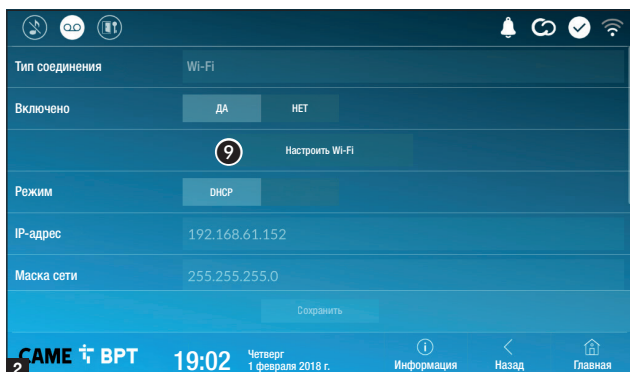 Тип соединения Wi-Fi
Включено ДА НЕТ
9 Настроить Wi-Fi
Режим DHCP
IP-адрес 192.168.61.152
Маска сети 255.255.255.0
Сохранить
2 CAME BPT 19:02 Четверг
1 февраля 2018 г.
Информация Назад Главная